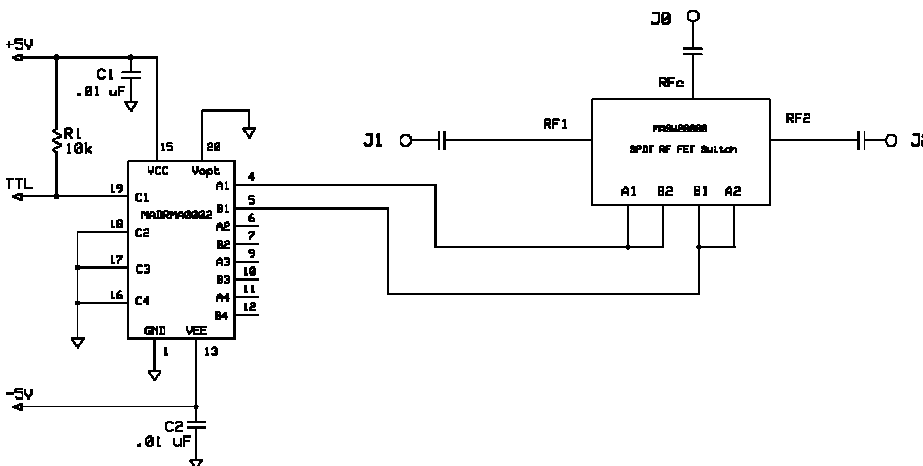 J0
+5V
C1
.01 uF
RFc
R1
10k
15
20
J1
RF1
RF2
SPDT RF FET Switch
VCC
Vopt
TTL
19
C1
A1
4
A1
B2
B1
A2
MADRMA0002
B1
5
18
C2
A2
6
B2
7
17
C3
A3
9
B3
10
16
C4
A4
11
B4
12
GND
VEE
1
13
-5V
C2
.01 uF